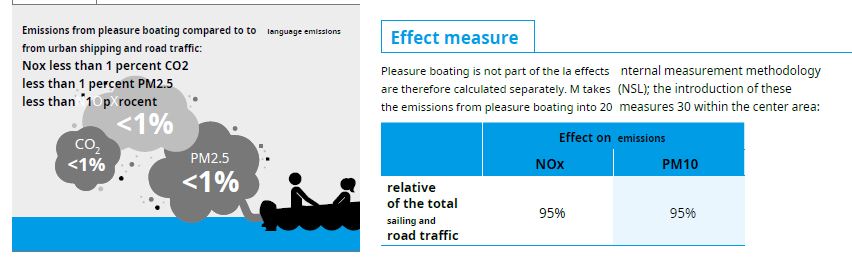 Emissions from pleasure boating compared to to language emissions
from urban shipping and road traffic:
Nox less than 1 percent CO2
less than 1 percent PM2.5
less than 1 p rocent
<1%
CO2
<1%
PM2.5
<1%
Effect measure
Pleasure boating is not part of the la effects nternal measurement methodology
are therefore calculated separately. M takes (NSL); the introduction of these
the emissions from pleasure boating into 20 measures 30 within the center area:
Effect on emissions
NOx PM10
relative
of the total
sailing and
road traffic
95% 95%